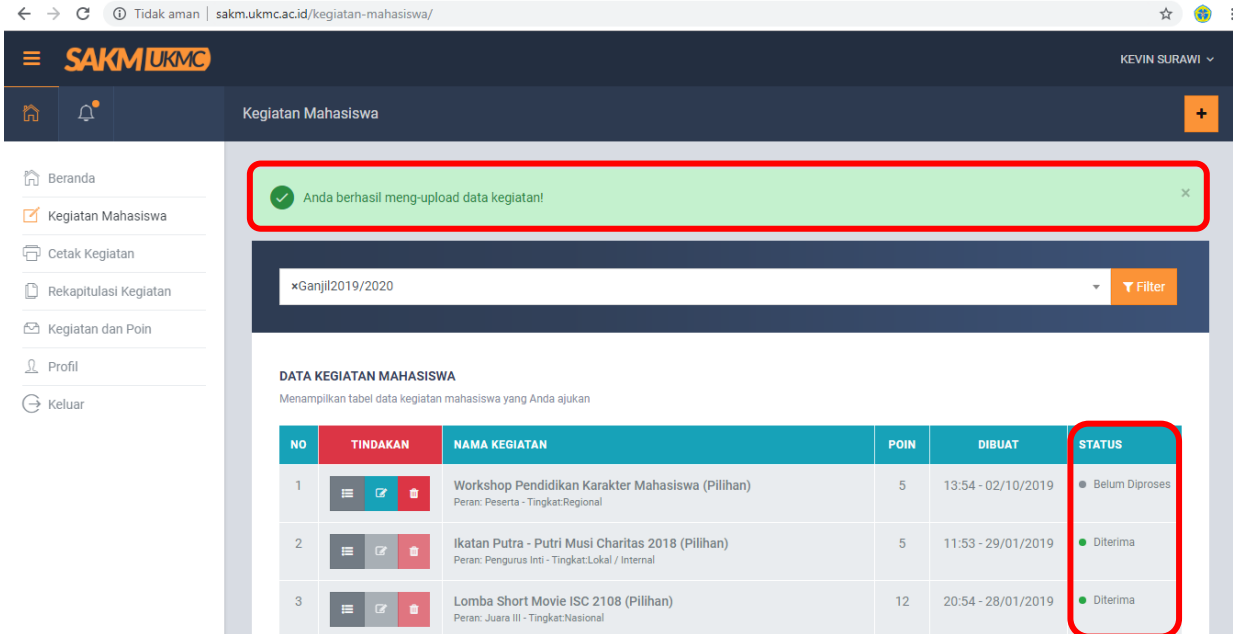 Tidak aman | sakm.ukmc.ac.id/kegiatan-mahasiswa/
SAKM UKMC
KEVIN SURAWI
Kegiatan Mahasiswa
+
Beranda
Kegiatan Mahasiswa
Cetak Kegiatan
Rekapitulasi Kegiatan
Kegiatan dan Poin
Profil
Keluar
Anda berhasil meng-upload data kegiatan! ×
×Ganjil2019/2020 Filter
DATA KEGIATAN MAHASISWA
Menampilkan tabel data kegiatan mahasiswa yang Anda ajukan
NO TINDAKAN NAMA KEGIATAN POIN DIBUAT STATUS
1 Workshop Pendidikan Karakter Mahasiswa (Pilihan) 5 13:54 - 02/10/2019 Belum Diproses
Peran: Peserta - Tingkat:Regional
2 Ikatan Putra - Putri Musi Charitas 2018 (Pilihan) 5 11:53 - 29/01/2019 Diterima
Peran: Pengurus Inti - Tingkat:Lokal / Internal
3 Lomba Short Movie ISC 2108 (Pilihan) 12 20:54 - 28/01/2019 Diterima
Peran: Juara III - Tingkat:Nasional